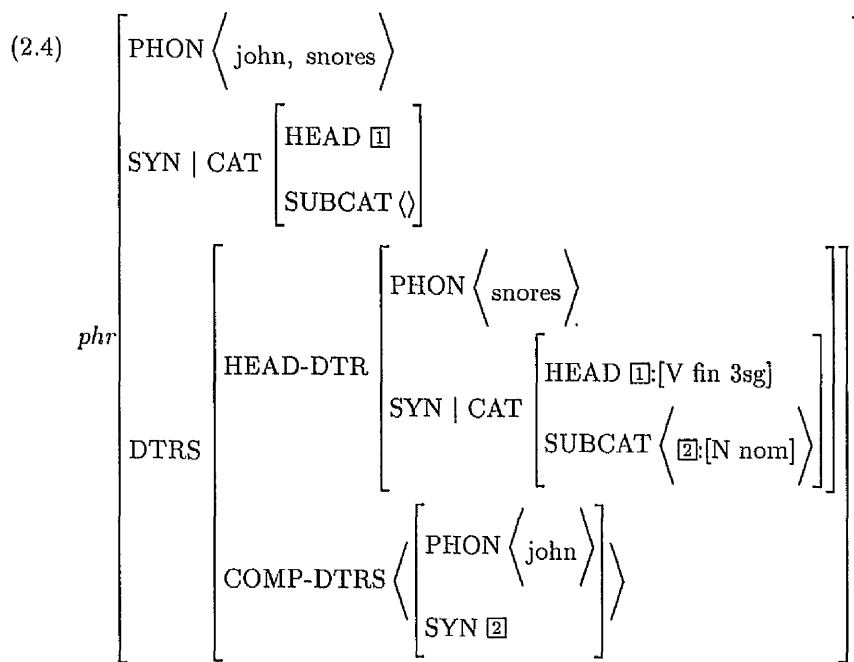 (2.4)
PHON ⟨ john, snores ⟩
SYN | CAT
HEAD [1]
SUBCAT ⟨⟩
phr
DTRS
HEAD-DTR
PHON ⟨ snores ⟩
SYN | CAT
HEAD [1]:[V fin 3sg]
SUBCAT ⟨ [2]:[N nom] ⟩
COMP-DTRS
PHON ⟨ john ⟩
SYN [2]